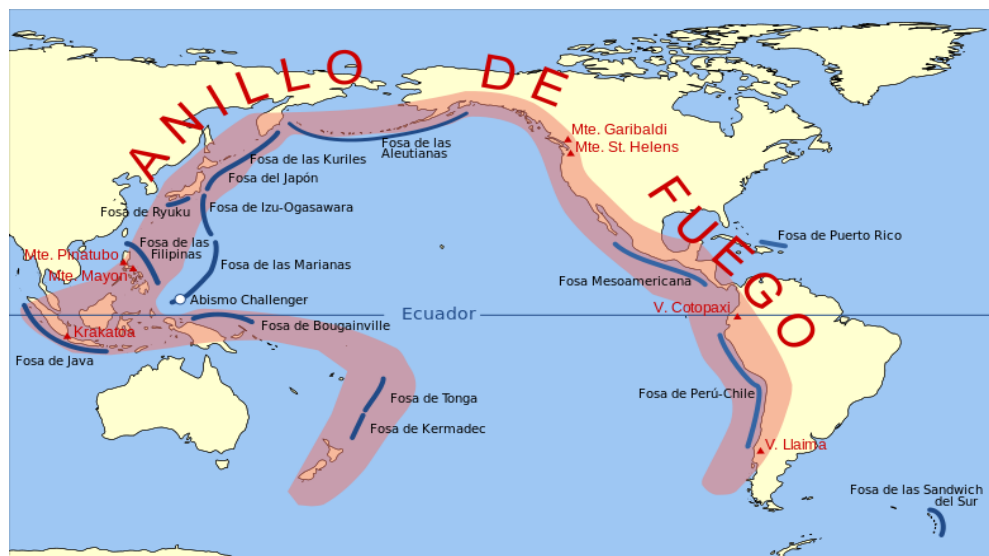 ANILLO DE FUEGO
Mte. Garibaldi
Mte. St. Helens
Fosa de las
Aleutianas
Fosa de las Kuriles
Fosa del Japón
Fosa de Ryuku
Fosa de Izu-Ogasawara
Fosa de Puerto Rico
Fosa de las
Filipinas
Mte. Pinatubo
Mte. Mayon
Fosa de las Marianas
Fosa Mesoamericana
Abismo Challenger
V. Cotopaxi
Ecuador
Fosa de Bougainville
Krakatoa
Fosa de Java
Fosa de Tonga
Fosa de Perú-Chile
Fosa de Kermadec
V. Llaima
Fosa de las Sandwich
del Sur